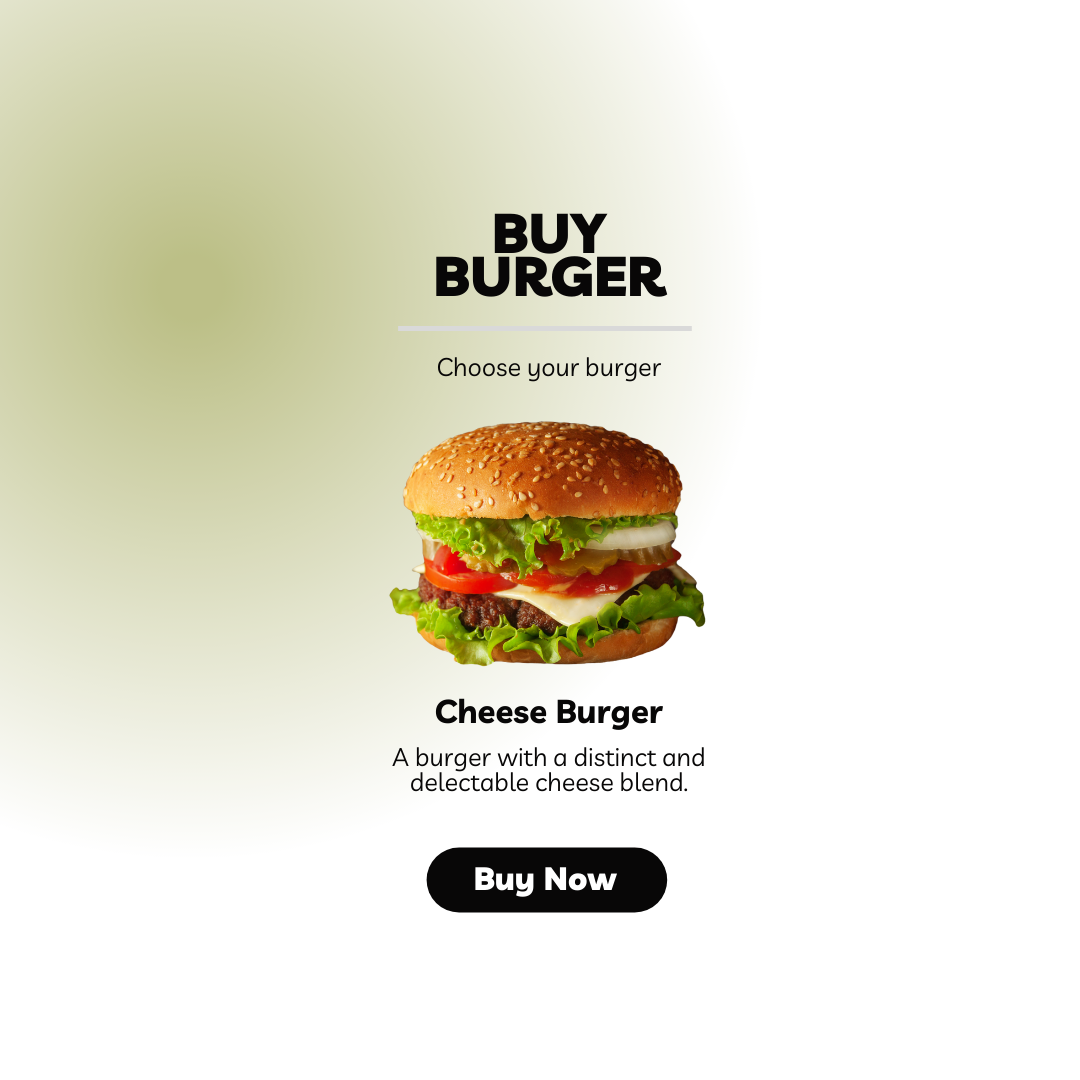 BUY
BURGER
Choose your burger
Cheese Burger
A burger with a distinct and
delectable cheese blend.
Buy Now